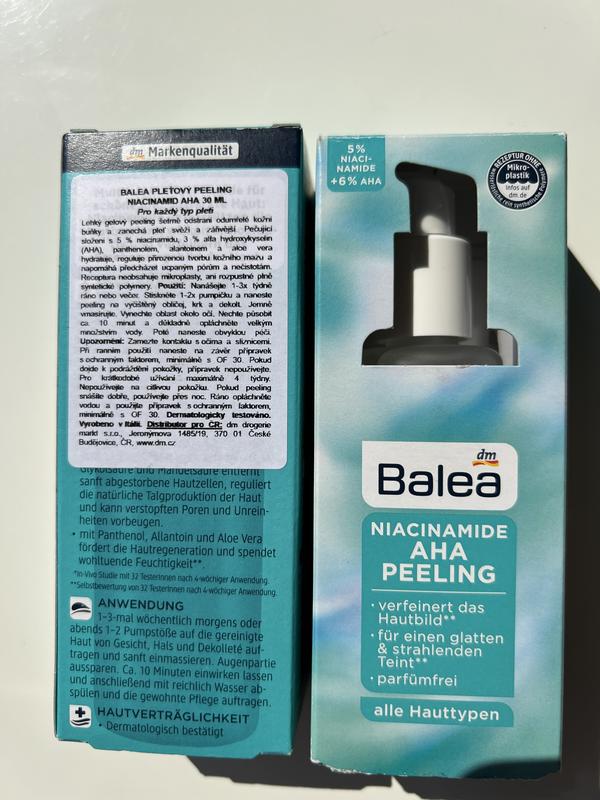 dm Markenqualität
BALEA PLEŤOVÝ PEELING
NIACINAMID AHA 30 ML
Pro každý typ pleti
Lehký gelový peeling šetrně odstraní odumřelé kožní
buňky a zanechá pleť svěží a zářivější. Pečující
složení s 5 % niacinamidu, 3 % alfa hydroxykyselin
(AHA), panthenolem, alantoinem a aloe vera
hydratuje, reguluje přirozenou tvorbu kožního mazu a
napomáhá předcházet ucpaným pórům a nečistotám.
Receptura neobsahuje mikroplasty, ani rozpustné plně
syntetické polymery. Použití: Nanášejte 1-3x týdně
ráno nebo večer. Stiskněte 1-2x pumpičku a naneste
peeling na vyčištěný obličej, krk a dekolt. Jemně
vmasírujte. Vynechte oblast okolo očí. Nechte působit
ca. 10 minut a důkladně opláchněte velkým
množstvím vody. Poté naneste obvyklou péči.
Upozornění: Zamezte kontaktu s očima a sliznicemi.
Při ranním použití naneste na závěr přípravek
s ochranným faktorem, minimálně s OF 30. Pokud
dojde k podráždění pokožky, přípravek nepoužívejte.
Pro krátkodobé užívání maximálně 4 týdny.
Nepoužívejte na citlivou pokožku. Pokud peeling
snášíte dobře, používejte přes noc. Ráno opláchněte
vodou a použijte přípravek s ochranným faktorem,
minimálně s OF 30. Dermatologicky testováno.
Vyrobeno v Itálii. Distributor pro ČR: dm drogerie
markt s.r.o., Jeronýmova 1485/19, 370 01 České
Budějovice, ČR, www.dm.cz
Glykolsäure und Mandelsäure entfernt
sanft abgestorbene Hautzellen, reguliert
die natürliche Talgproduktion der Haut
und kann verstopften Poren und Unrein-
heiten vorbeugen.
• mit Panthenol, Allantoin und Aloe Vera
fördert die Hautregeneration und spendet
wohltuende Feuchtigkeit**.
*In-Vivo Studie mit 32 TesterInnen nach 4-wöchiger Anwendung.
**Selbstbewertung von 32 TesterInnen nach 4-wöchiger Anwendung.
ANWENDUNG
1-3-mal wöchentlich morgens oder
abends 1-2 Pumpstöße auf die gereinigte
Haut von Gesicht, Hals und Dekolleté auf-
tragen und sanft einmassieren. Augenpartie
aussparen. Ca. 10 Minuten einwirken lassen
und anschließend mit reichlich Wasser ab-
spülen und die gewohnte Pflege auftragen.
HAUTVERTRÄGLICHKEIT
• Dermatologisch bestätigt
5%
NIACI-
NAMIDE
+6% AHA
REZEPTUR OHNE
Mikro-
plastik
Infos auf
dm.de
dm
Balea
NIACINAMIDE
AHA
PEELING
· verfeinert das
Hautbild**
· für einen glatten
& strahlenden
Teint**
· parfümfrei
alle Hauttypen